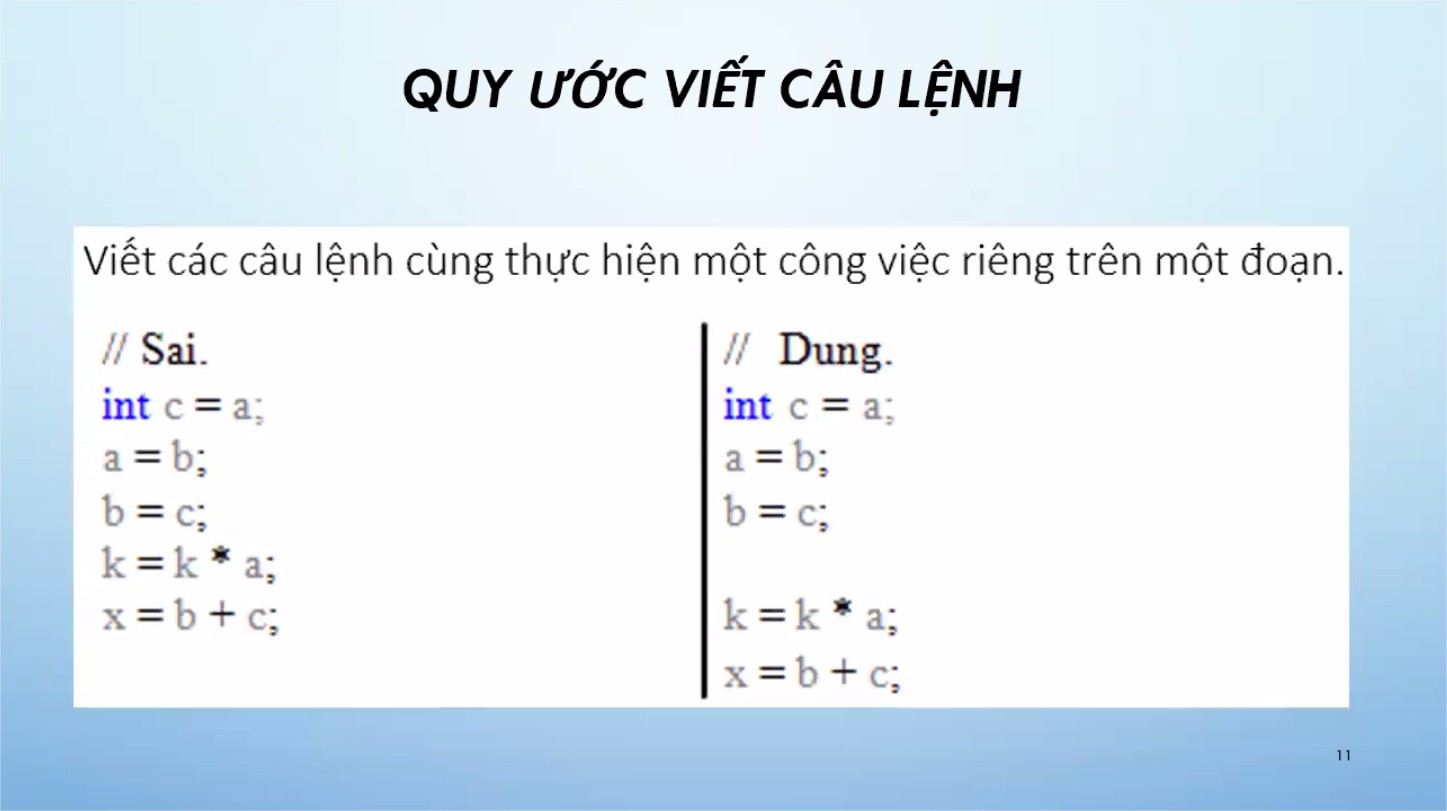 QUY ƯỚC VIẾT CÂU LỆNH
Viết các câu lệnh cùng thực hiện một công việc riêng trên một đoạn.
// Sai.
int c = a;
a = b;
b = c;
k = k * a;
x = b + c;
// Dung.
int c = a;
a = b;
b = c;
k = k * a;
x = b + c;
11